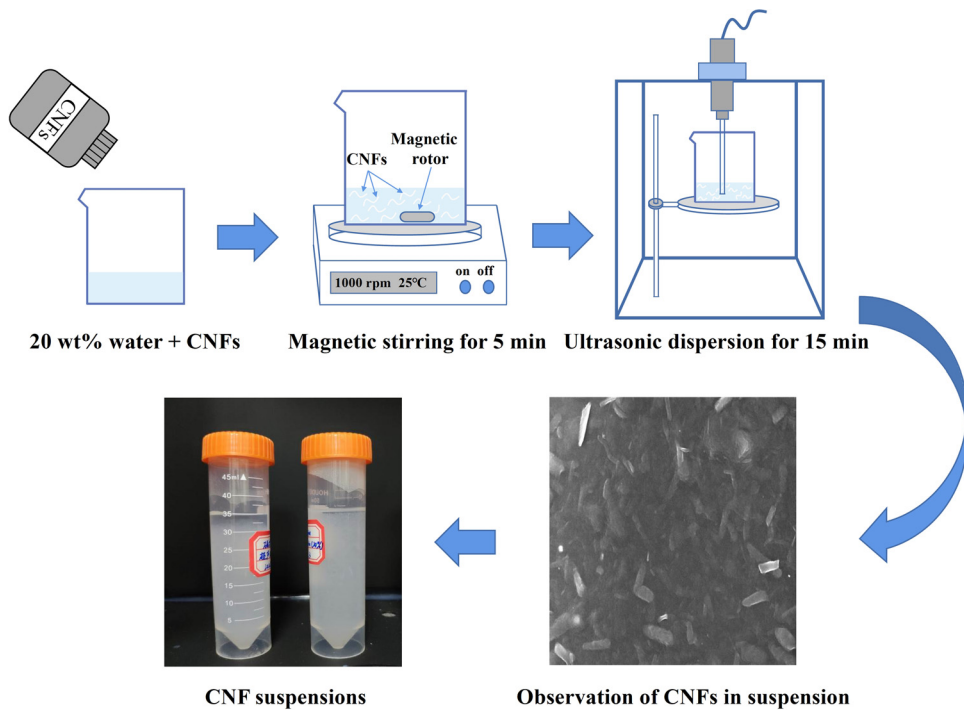 CNFs
20 wt% water + CNFs
CNFs
Magnetic
rotor
1000 rpm 25℃
on off
Magnetic stirring for 5 min
Ultrasonic dispersion for 15 min
45ml▲
40
35
30
25
20
15
10
5
CNF suspensions
Observation of CNFs in suspension